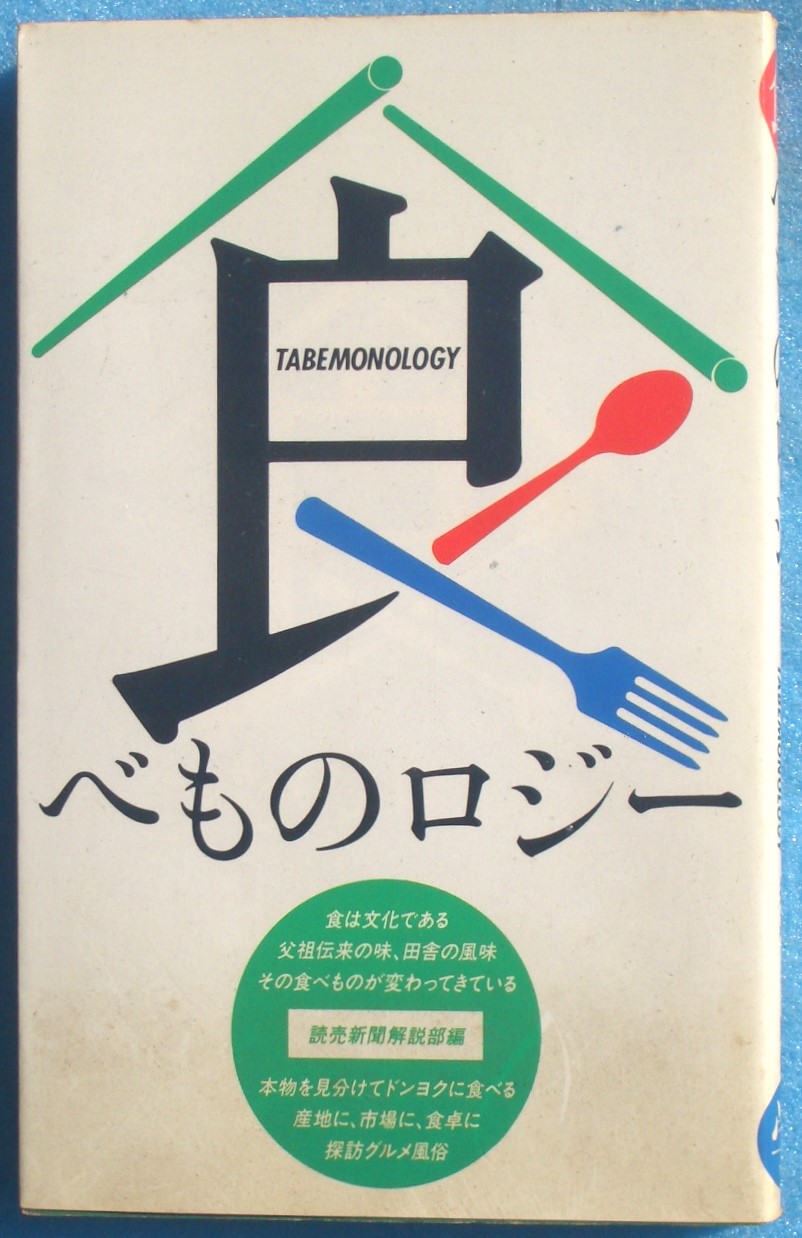 食
TABEMONOLOGY
べものロジー
食は文化である
父祖伝来の味、田舎の風味
その食べものが変わってきている
読売新聞解説部編
本物を見分けてドンヨクに食べる
産地に、市場に、食卓に
探訪グルメ風俗